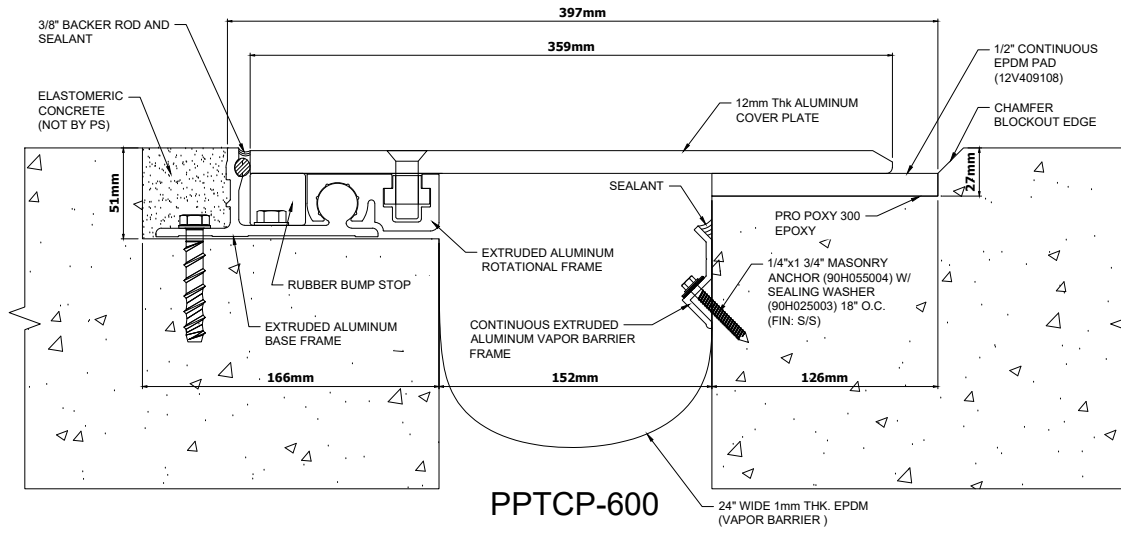 397mm
3/8" BACKER ROD AND
SEALANT
359mm
1/2" CONTINUOUS
EPDM PAD
(12V409108)
ELASTOMERIC
CONCRETE
(NOT BY PS)
12mm Thk ALUMINUM
COVER PLATE
CHAMFER
BLOCKOUT EDGE
51mm
27mm
SEALANT
PRO POXY 300
EPOXY
EXTRUDED ALUMINUM
ROTATIONAL FRAME
RUBBER BUMP STOP
1/4"x1 3/4" MASONRY
ANCHOR (90H055004) W/
SEALING WASHER
(90H025003) 18" O.C.
(FIN: S/S)
EXTRUDED ALUMINUM
BASE FRAME
CONTINUOUS EXTRUDED
ALUMINUM VAPOR BARRIER
FRAME
166mm
152mm
126mm
PPTCP-600
24" WIDE 1mm THK. EPDM
(VAPOR BARRIER )